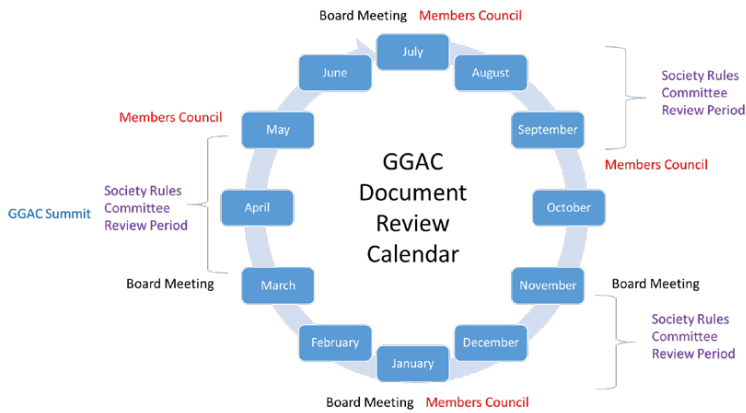 Board Meeting Members Council
July
June
August
Society Rules
Committee
Review Period
Members Council
May
September
GGAC
Document
Review
Calendar
Members Council
Society Rules
Committee
Review Period
GGAC Summit
April
October
Board Meeting
March
November
Board Meeting
Society Rules
Committee
Review Period
February
December
January
Board Meeting Members Council